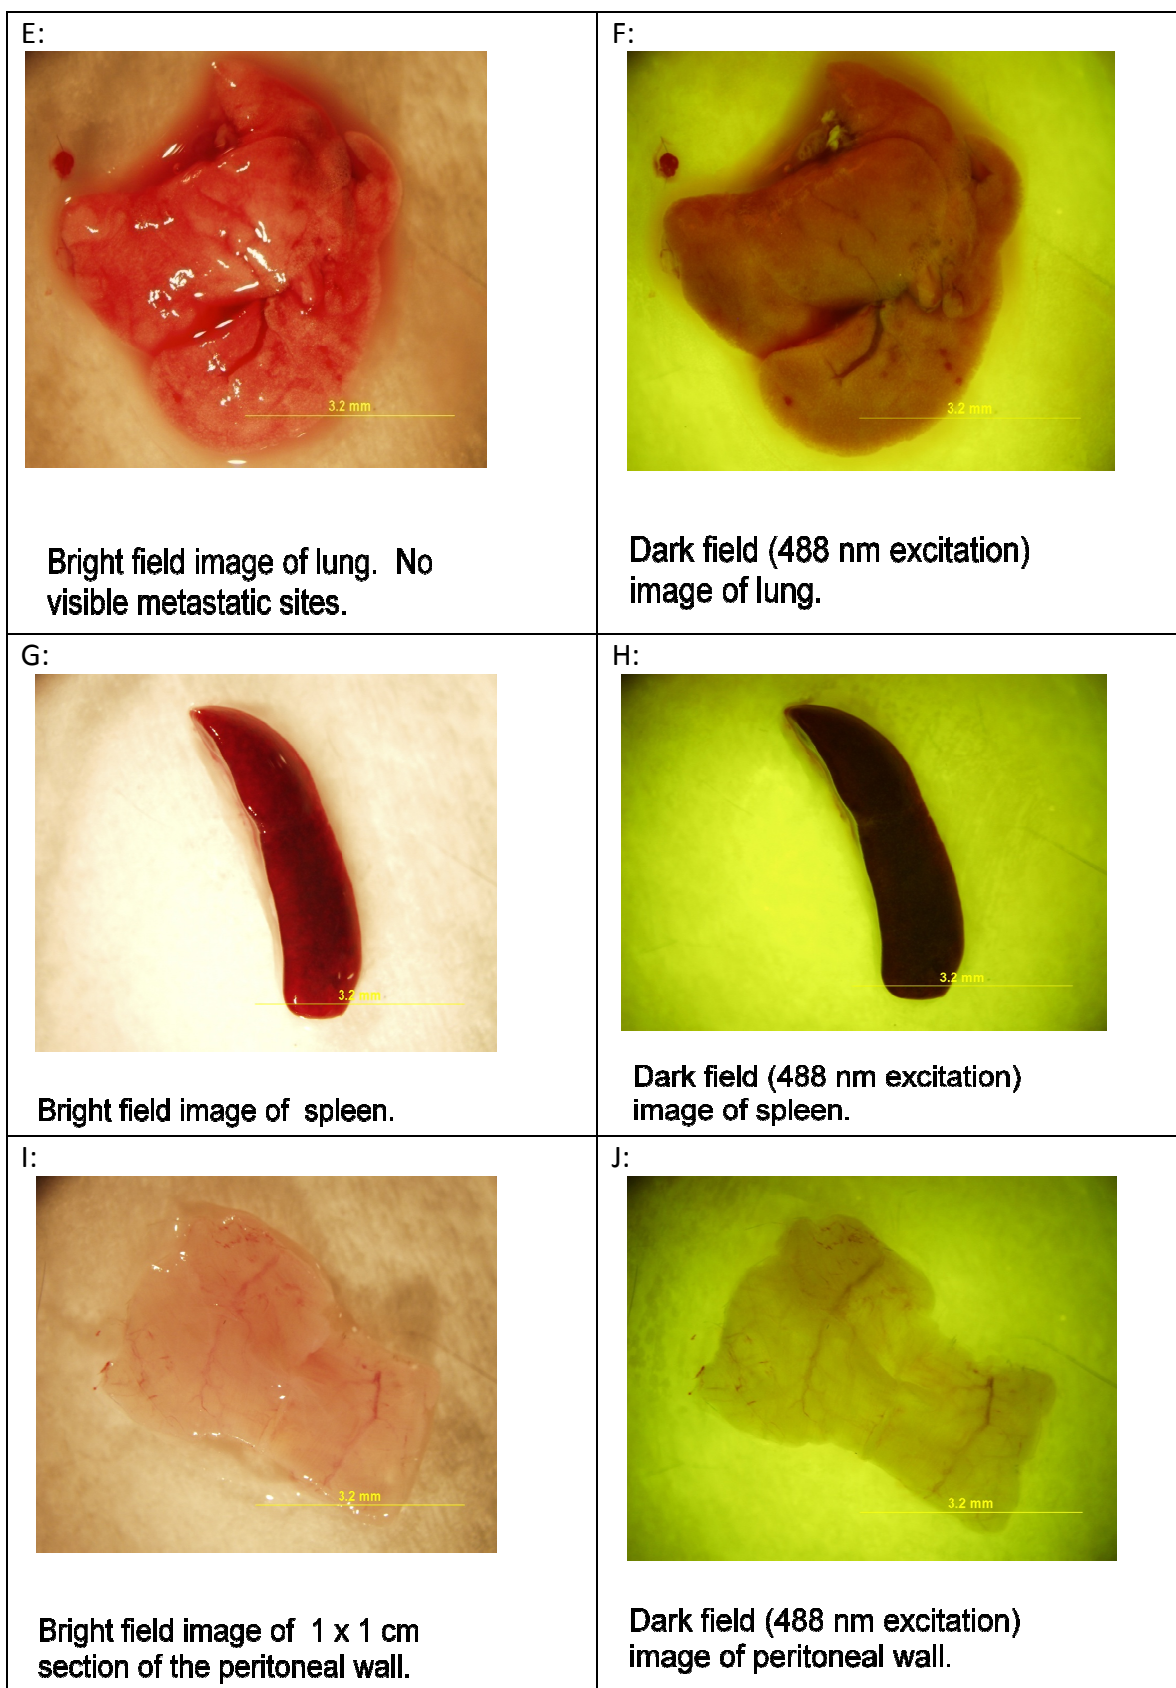 E:
F:
3.2 mm
3.2 mm
Bright field image of lung. No
visible metastatic sites.
Dark field (488 nm excitation)
image of lung.
G:
H:
3.2 mm
3.2 mm
Bright field image of spleen.
Dark field (488 nm excitation)
image of spleen.
I:
J:
3.2 mm
3.2 mm
Bright field image of 1 x 1 cm
section of the peritoneal wall.
Dark field (488 nm excitation)
image of peritoneal wall.